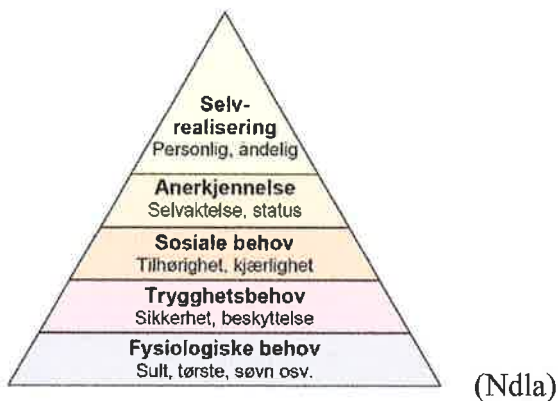 Selv-
realisering
Personlig, åndelig
Anerkjennelse
Selvaktelse, status
Sosiale behov
Tilhørighet, kjærlighet
Trygghetsbehov
Sikkerhet, beskyttelse
Fysiologiske behov
Sult, tørste, søvn osv.
(Ndla)